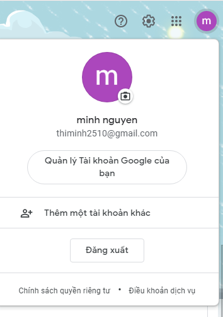 m
m
minh nguyen
thiminh2510@gmail.com
Quản lý Tài khoản Google của
bạn
Thêm một tài khoản khác
Đăng xuất
Chính sách quyền riêng tư • Điều khoản dịch vụ